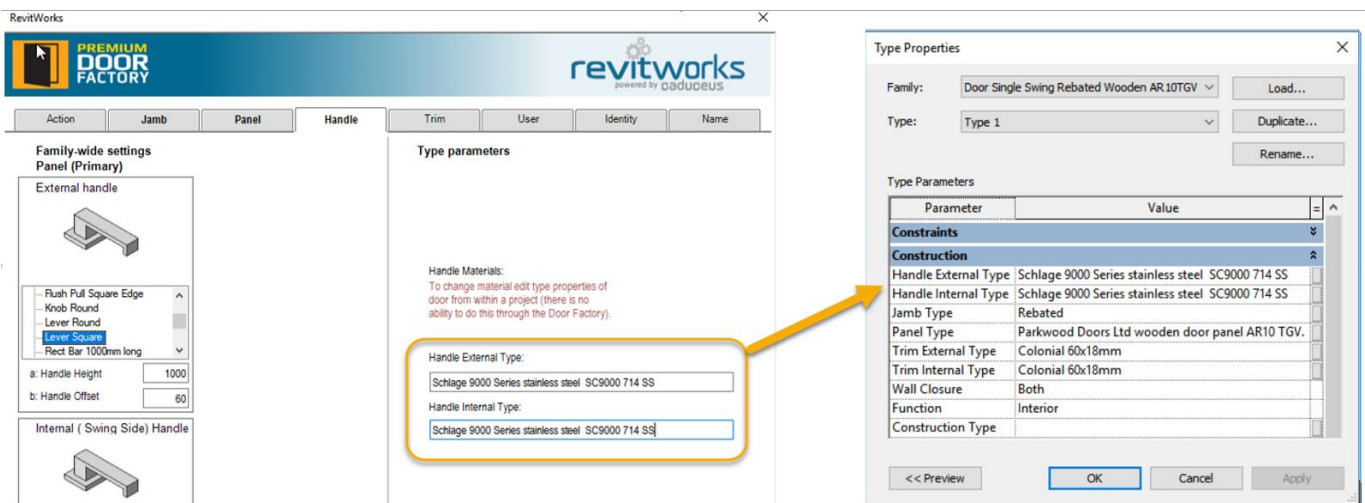 RevitWorks
PREMIUM
DOOR
FACTORY
revitworks
powered by caduceus
Action
Jamb
Panel
Handle
Trim
User
Identity
Name
Family-wide settings
Panel (Primary)
External handle
Flush Pull Square Edge
Knob Round
Lever Round
Lever Square
Rect Bar 1000mm long
a: Handle Height 1000
b: Handle Offset 60
Internal ( Swing Side) Handle
Type parameters
Handle Materials:
To change material edit type properties of
door from within a project (there is no
ability to do this through the Door Factory).
Handle External Type:
Schlage 9000 Series stainless steel SC9000 714 SS
Handle Internal Type:
Schlage 9000 Series stainless steel SC9000 714 SS
Type Properties
Family: Door Single Swing Rebated Wooden AR10TGV Load...
Type: Type 1 Duplicate...
Rename...
Type Parameters
Parameter Value =
Constraints
Construction
Handle External Type Schlage 9000 Series stainless steel SC9000 714 SS
Handle Internal Type Schlage 9000 Series stainless steel SC9000 714 SS
Jamb Type Rebated
Panel Type Parkwood Doors Ltd wooden door panel AR10 TGV.
Trim External Type Colonial 60x18mm
Trim Internal Type Colonial 60x18mm
Wall Closure Both
Function Interior
Construction Type
<< Preview OK Cancel Apply